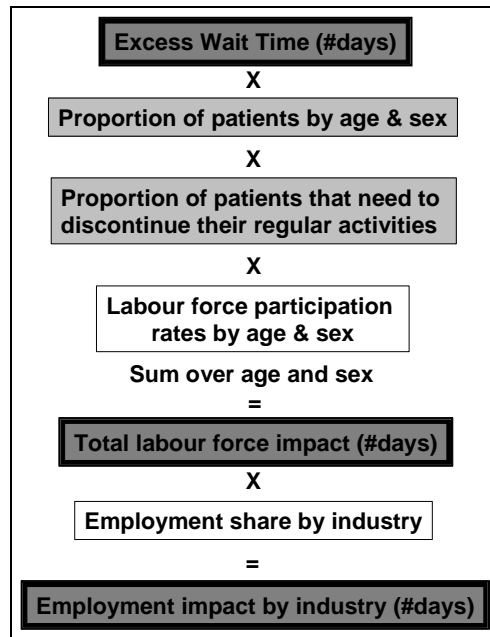 Excess Wait Time (#days)
X
Proportion of patients by age & sex
X
Proportion of patients that need to
discontinue their regular activities
X
Labour force participation
rates by age & sex
Sum over age and sex
=
Total labour force impact (#days)
X
Employment share by industry
=
Employment impact by industry (#days)